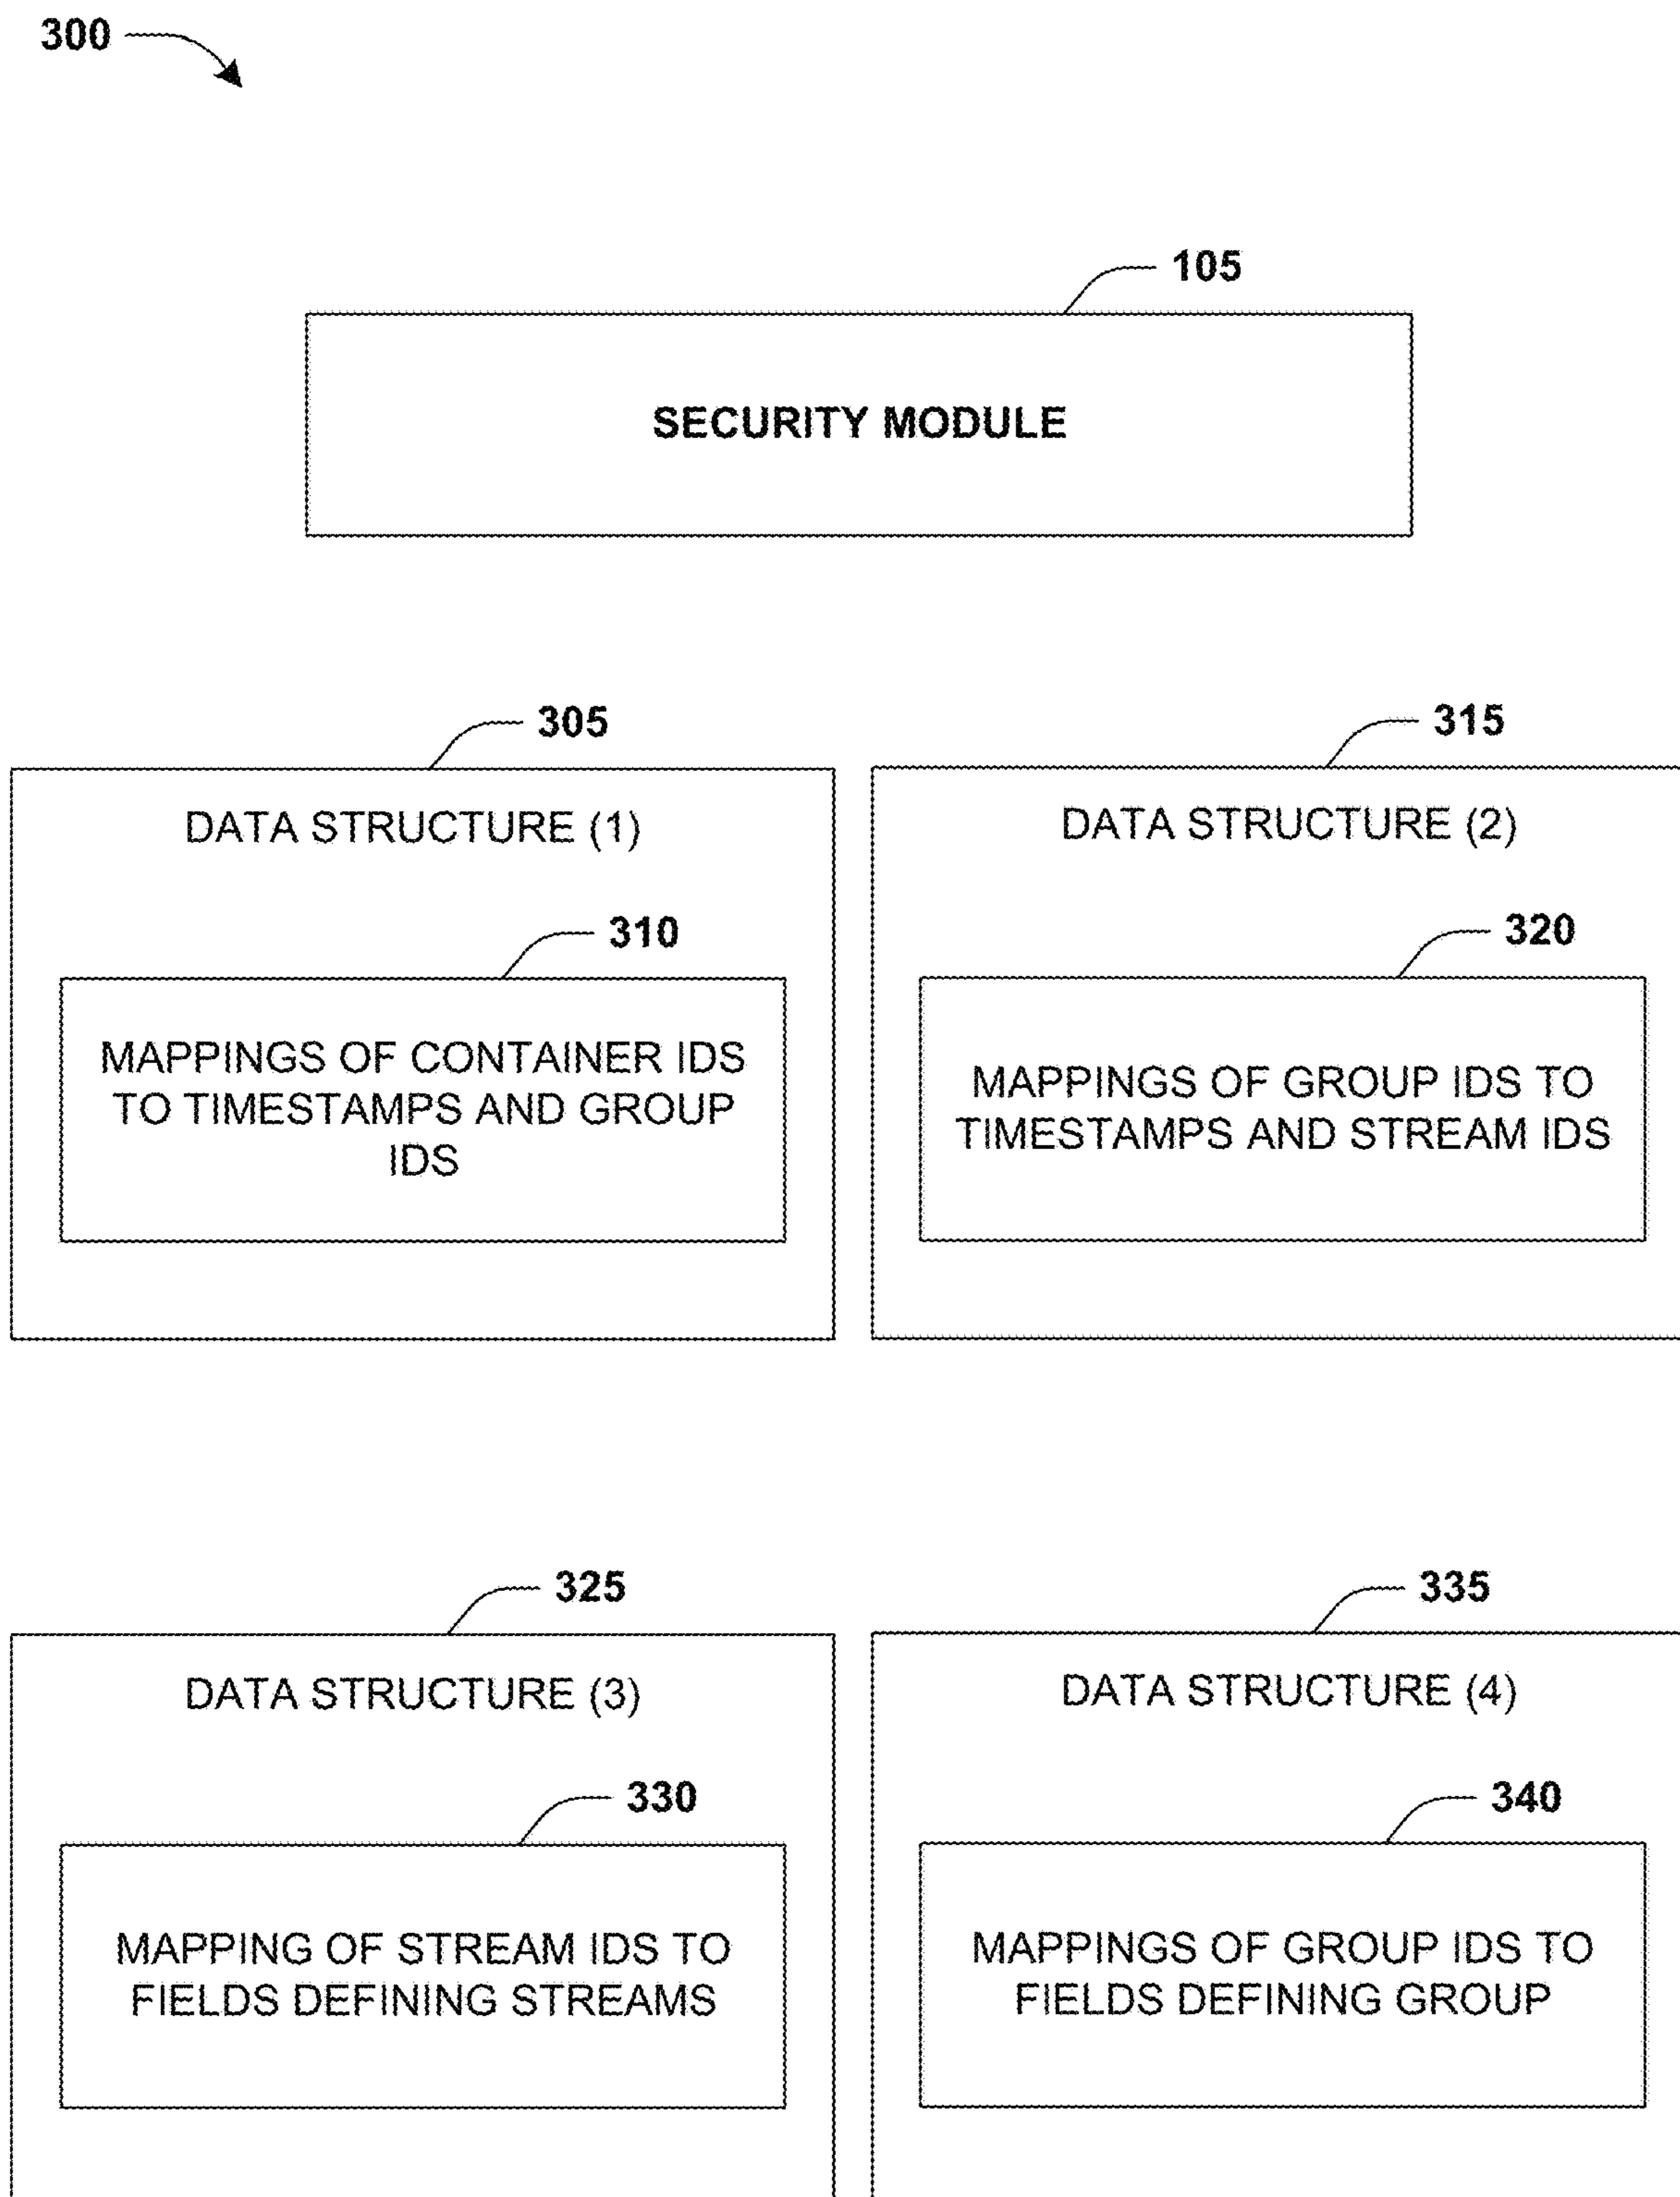 300
105
SECURITY MODULE
305
315
DATA STRUCTURE (1)
DATA STRUCTURE (2)
310
320
MAPPINGS OF CONTAINER IDS
TO TIMESTAMPS AND GROUP
IDS
MAPPINGS OF GROUP IDS TO
TIMESTAMPS AND STREAM IDS
325
335
DATA STRUCTURE (3)
DATA STRUCTURE (4)
330
340
MAPPING OF STREAM IDS TO
FIELDS DEFINING STREAMS
MAPPINGS OF GROUP IDS TO
FIELDS DEFINING GROUP